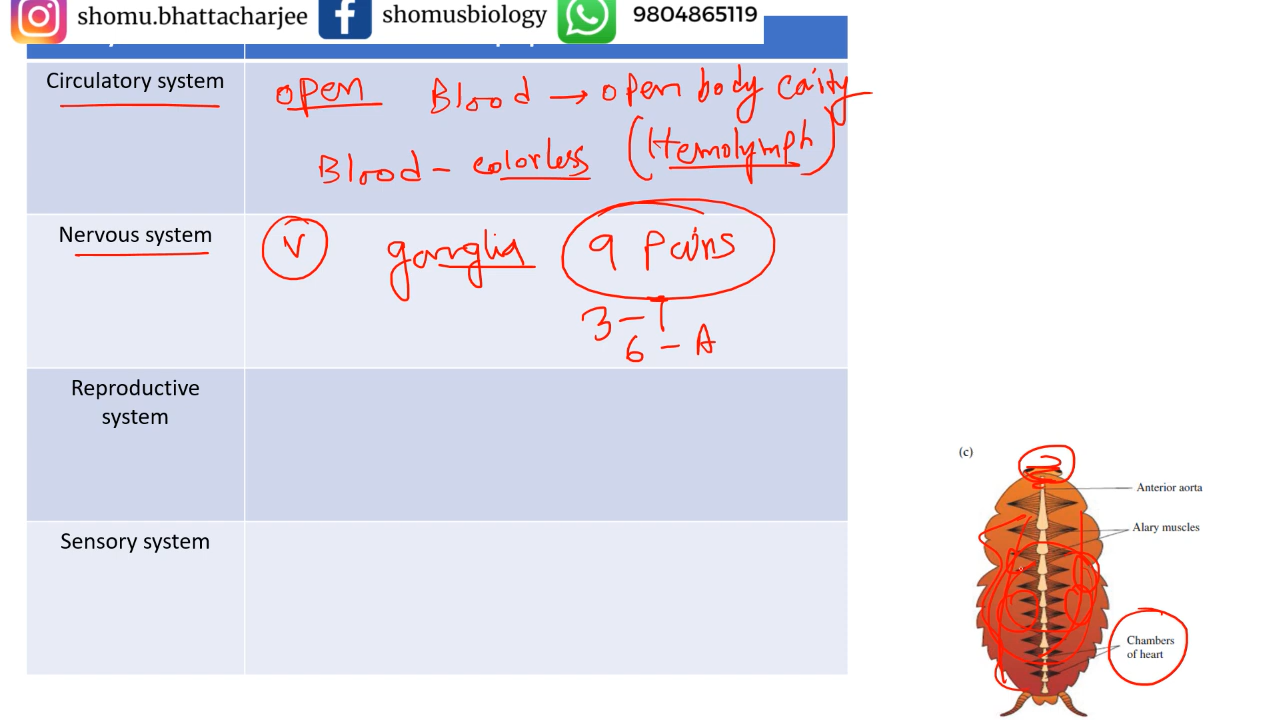 shomu.bhattacharjee shomusbiology 9804865119
Circulatory system
open Blood → open body cavity
Blood - colorless (Hemolymph)
Nervous system
V ganglia 9 pairs
3 - T
6 - A
Reproductive
system
Sensory system
(c)
Anterior aorta
Alary muscles
Chambers
of heart